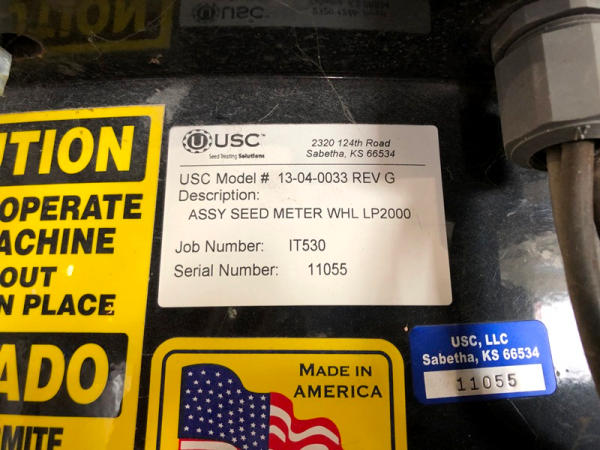 UTION
OPERATE
ACHINE
OUT
N PLACE
ADO
MITE
USC™
Seed Treating Solutions
2320 124th Road
Sabetha, KS 66534
USC Model # 13-04-0033 REV G
Description:
ASSY SEED METER WHL LP2000
Job Number: IT530
Serial Number: 11055
MADE IN
AMERICA
USC, LLC
Sabetha, KS 66534
11055